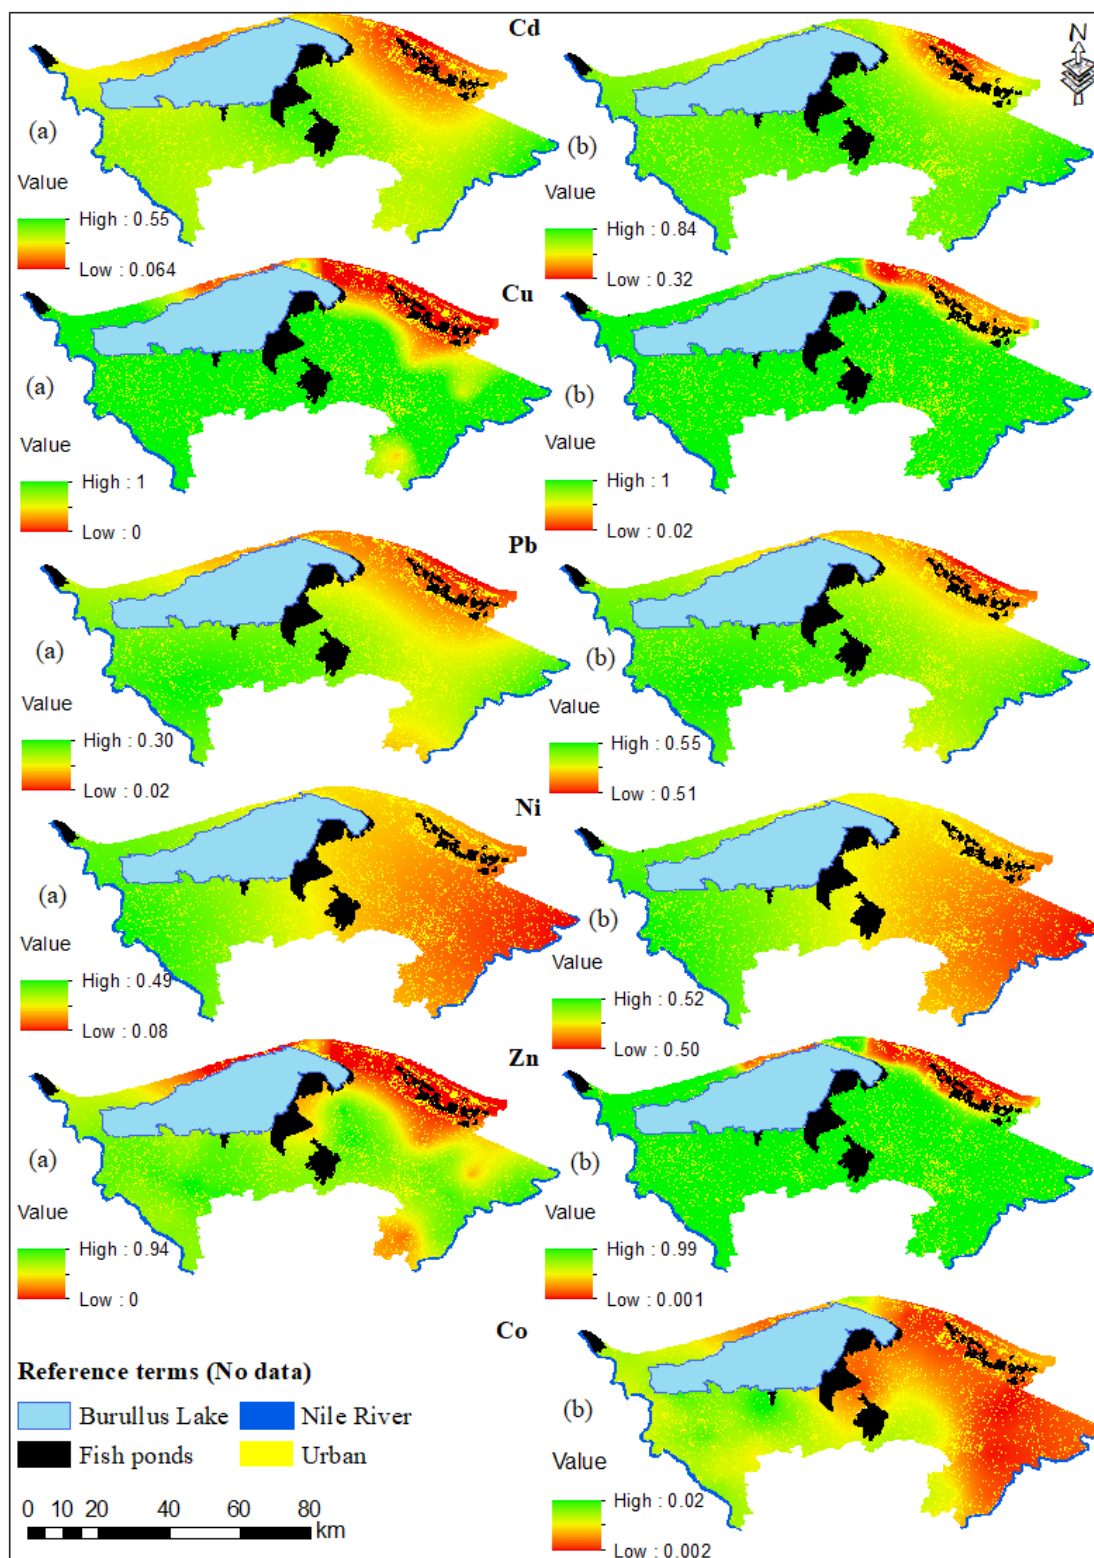 Cd
N
(a)
Value
High : 0.55
Low : 0.064
(b)
Value
High : 0.84
Low : 0.32
Cu
(a)
Value
High : 1
Low : 0
(b)
Value
High : 1
Low : 0.02
Pb
(a)
Value
High : 0.30
Low : 0.02
(b)
Value
High : 0.55
Low : 0.51
Ni
(a)
Value
High : 0.49
Low : 0.08
(b)
Value
High : 0.52
Low : 0.50
Zn
(a)
Value
High : 0.94
Low : 0
(b)
Value
High : 0.99
Low : 0.001
Co
(b)
Value
High : 0.02
Low : 0.002
Reference terms (No data)
Burullus Lake
Nile River
Fish ponds
Urban
0 10 20 40 60 80
km